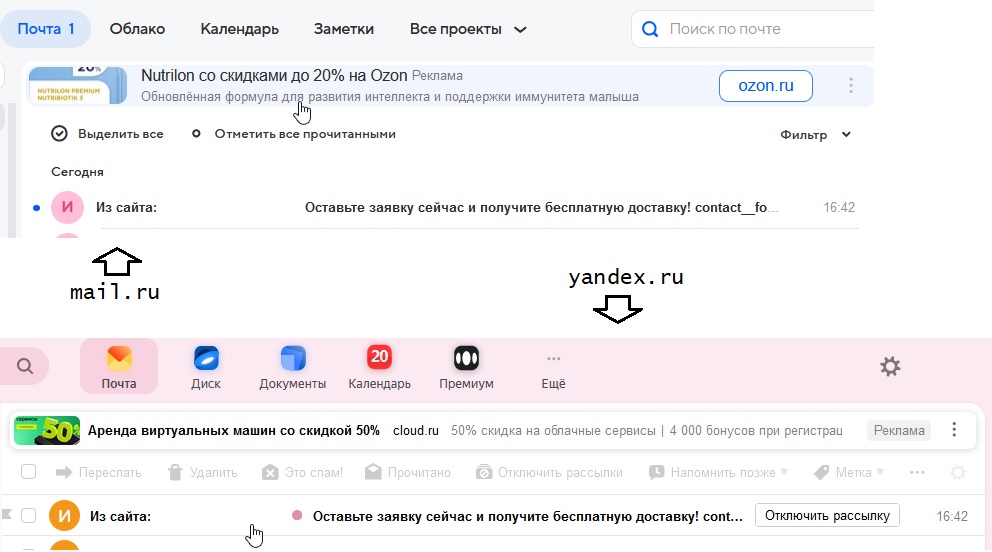 Почта 1 Облако Календарь Заметки Все проекты Поиск по почте
20%
NUTRILON PREMIUM
NUTRIBIOTIK 3
Nutrilon со скидками до 20% на Ozon Реклама
Обновлённая формула для развития интеллекта и поддержки иммунитета малыша
ozon.ru
Выделить все Отметить все прочитанными Фильтр
Сегодня
И Из сайта: Оставьте заявку сейчас и получите бесплатную доставку! contact__fo... 16:42
mail.ru
yandex.ru
20
Почта Диск Документы Календарь Премиум Ещё
50%
Аренда виртуальных машин со скидкой 50% cloud.ru 50% скидка на облачные сервисы | 4 000 бонусов при регистрац Реклама
Переслать Удалить Это спам! Прочитано Отключить рассылки Напомнить позже Метка
И Из сайта: Оставьте заявку сейчас и получите бесплатную доставку! cont... Отключить рассылку 16:42